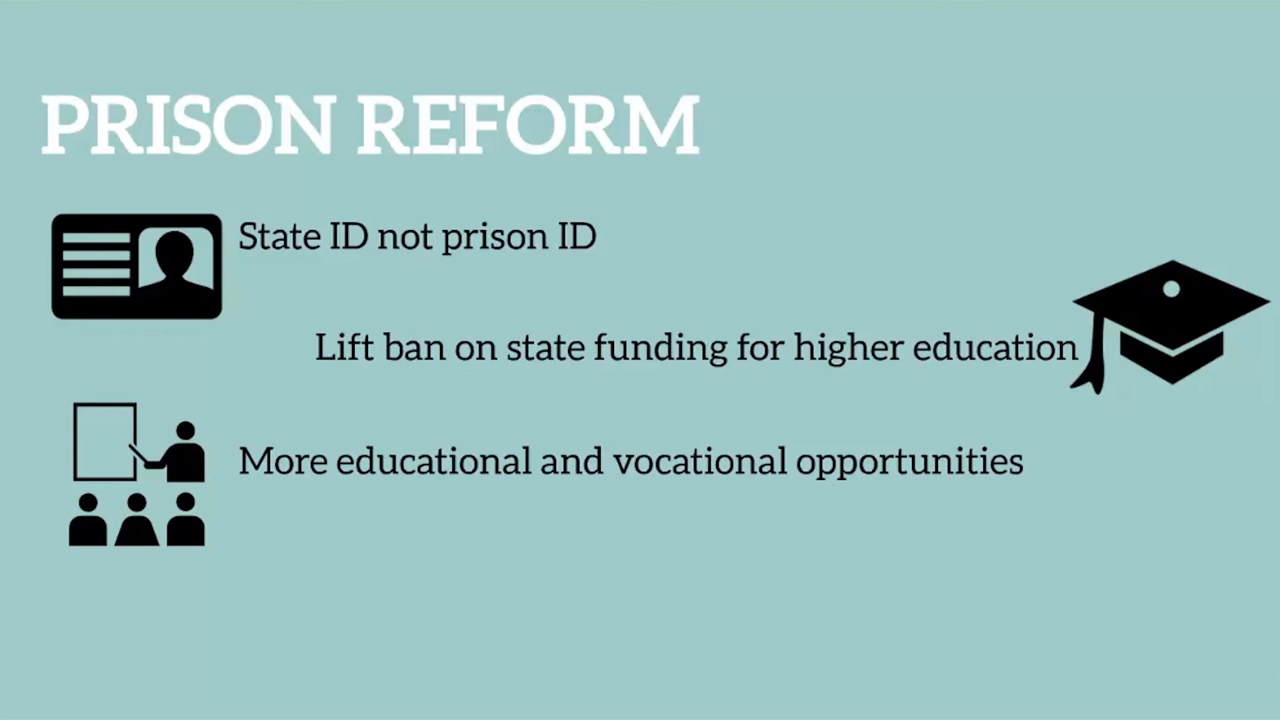 PRISON REFORM
State ID not prison ID
Lift ban on state funding for higher education
More educational and vocational opportunities